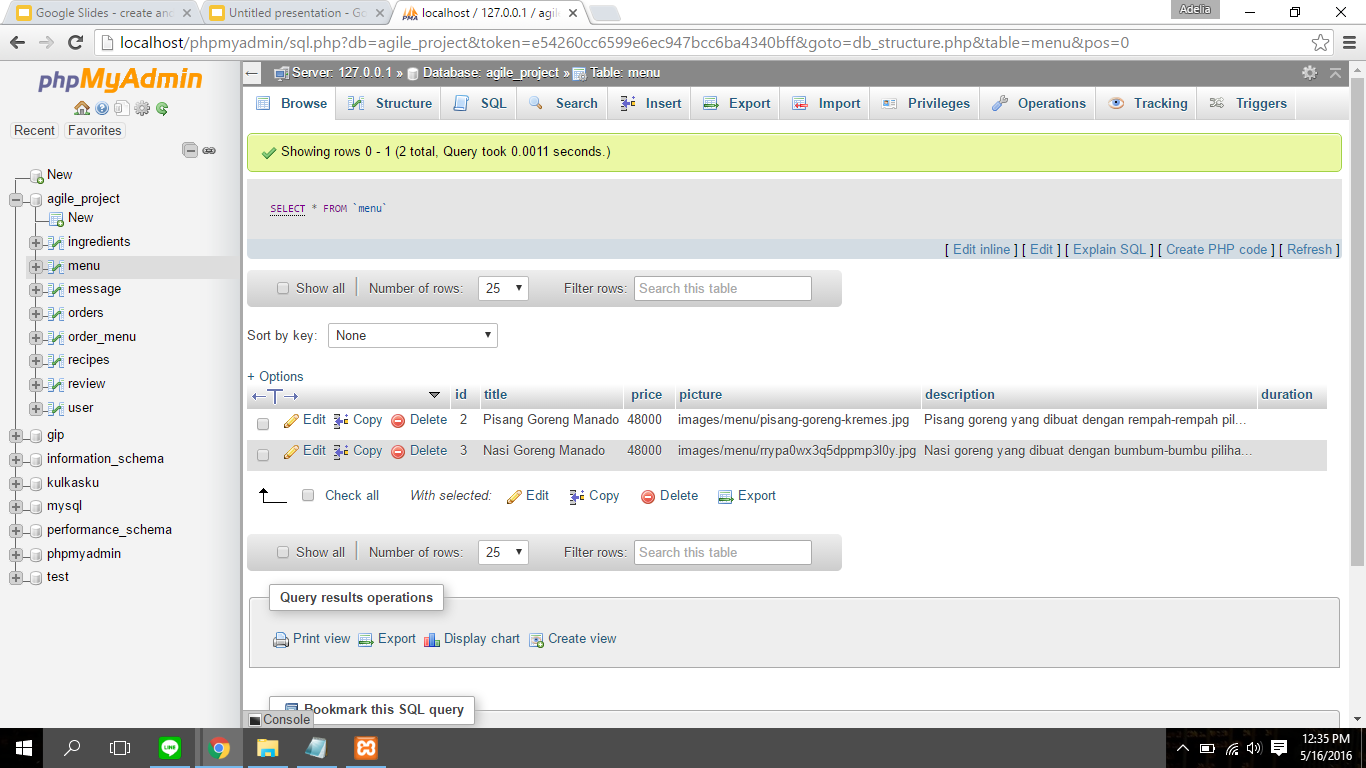 Google Slides - create and
Untitled presentation - Go
localhost / 127.0.0.1 / agil
Adelia
localhost/phpmyadmin/sql.php?db=agile_project&token=e54260cc6599e6ec947bcc6ba4340bff&goto=db_structure.php&table=menu&pos=0
phpMyAdmin
Recent Favorites
New
agile_project
New
ingredients
menu
message
orders
order_menu
recipes
review
user
gip
information_schema
kulkasku
mysql
performance_schema
phpmyadmin
test
Server: 127.0.0.1 » Database: agile_project » Table: menu
Browse Structure SQL Search Insert Export Import Privileges Operations Tracking Triggers
Showing rows 0 - 1 (2 total, Query took 0.0011 seconds.)
SELECT * FROM `menu`
[ Edit inline ] [ Edit ] [ Explain SQL ] [ Create PHP code ] [ Refresh ]
Show all Number of rows: 25 Filter rows: Search this table
Sort by key: None
+ Options
←T→ id title price picture description duration
Edit Copy Delete 2 Pisang Goreng Manado 48000 images/menu/pisang-goreng-kremes.jpg Pisang goreng yang dibuat dengan rempah-rempah pil...
Edit Copy Delete 3 Nasi Goreng Manado 48000 images/menu/rrypa0wx3q5dppmp3l0y.jpg Nasi goreng yang dibuat dengan bumbum-bumbu piliha...
Check all With selected: Edit Copy Delete Export
Show all Number of rows: 25 Filter rows: Search this table
Query results operations
Print view Export Display chart Create view
Bookmark this SQL query
Console
LINE
12:35 PM
5/16/2016